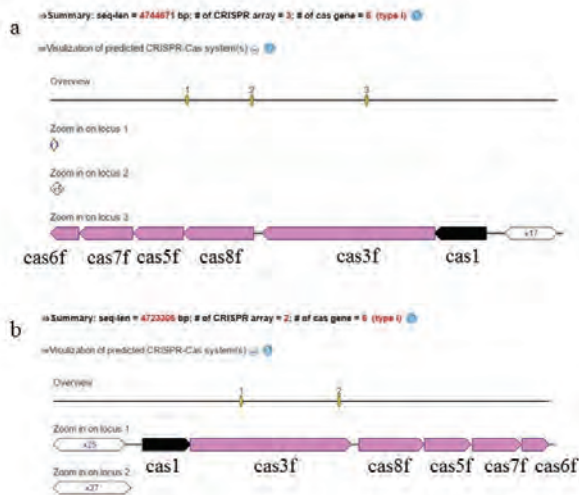 a
⇒Summary: seq-len = 4744671 bp; # of CRISPR array = 3; # of cas gene = 6 (type I)
⇒Visulization of predicted CRISPR-Cas system(s)
Overview
1 2 3
Zoom in on locus 1
Zoom in on locus 2
Zoom in on locus 3
x17
cas6f cas7f cas5f cas8f cas3f cas1
b
⇒Summary: seq-len = 4723306 bp; # of CRISPR array = 2; # of cas gene = 6 (type I)
⇒Visulization of predicted CRISPR-Cas system(s)
Overview
1 2
Zoom in on locus 1
x25
cas1 cas3f cas8f cas5f cas7f cas6f
Zoom in on locus 2
x27